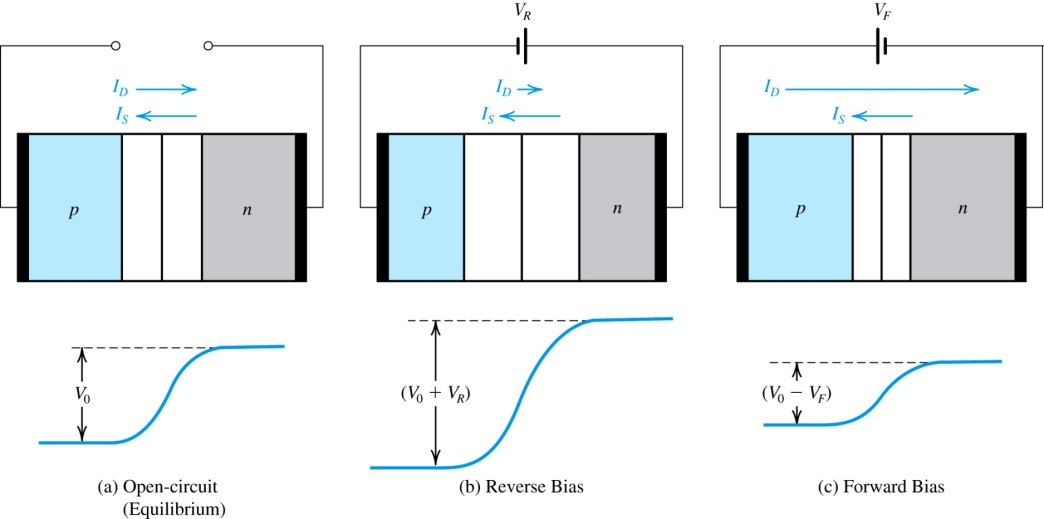 V_R
V_F
I_D
I_S
I_D
I_S
I_D
I_S
p
n
p
n
p
n
V_0
(V_0 + V_R)
(V_0 − V_F)
(a) Open-circuit
(Equilibrium)
(b) Reverse Bias
(c) Forward Bias